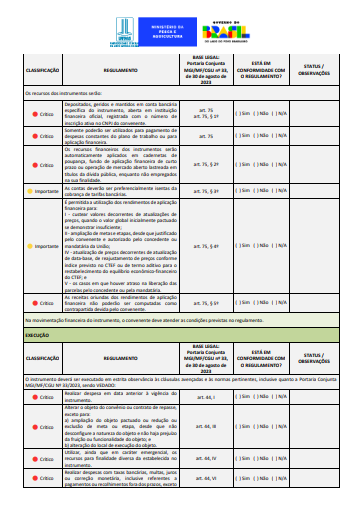 MINISTÉRIO DA
PESCA E
AQUICULTURA
GOVERNO DO
BRASIL
CLASSIFICAÇÃO
REGULAMENTO
BASE LEGAL:
Portaria Conjunta
MGI/MF/CGU nº 33,
de 30 de agosto de
2023
ESTÁ EM
CONFORMIDADE COM
O REGULAMENTO?
STATUS /
OBSERVAÇÕES
Os recursos dos instrumentos serão:
Crítico
Depositados, geridos e mantidos em conta bancária
específica do instrumento, aberta em instituição
financeira oficial, registrada com o número de
inscrição ativa no CNPJ do convenente.
art. 75
art. 75, § 1º
( ) Sim ( ) Não ( ) N/A
Crítico
Somente poderão ser utilizados para pagamento de
despesas constantes do plano de trabalho ou para
aplicação financeira.
art. 75
( ) Sim ( ) Não ( ) N/A
Crítico
Os recursos financeiros dos instrumentos serão
automaticamente aplicados em cadernetas de
poupança, fundo de aplicação financeira de curto
prazo ou operação de mercado aberto lastreada em
títulos da dívida pública, enquanto não empregados
na sua finalidade.
art. 75, § 2º
( ) Sim ( ) Não ( ) N/A
Importante
As contas deverão ser preferencialmente isentas da
cobrança de tarifas bancárias.
art. 75, § 3º
( ) Sim ( ) Não ( ) N/A
Importante
É permitida a utilização dos rendimentos de aplicação
financeira para:
I - custear valores decorrentes de atualizações de
preços, quando o valor global inicialmente pactuado
se demonstrar insuficiente;
II - ampliação de metas e etapas, desde que justificado
pelo convenente e autorizado pelo concedente ou
mandatária da União;
IV - atualização de preços decorrentes de atualização
de data-base, de reajustamento de preços conforme
índice previsto no CTEF ou de termo aditivo para o
restabelecimento do equilíbrio econômico-financeiro
do CTEF; e
V - os casos em que houver atraso na liberação das
parcelas pelo concedente ou pela mandatária.
art. 75, § 4º
( ) Sim ( ) Não ( ) N/A
Crítico
As receitas oriundas dos rendimentos de aplicação
financeira não poderão ser computadas como
contrapartida devida pelo convenente.
art. 75, § 5º
( ) Sim ( ) Não ( ) N/A
Na movimentação financeira do instrumento, o convenente deve atender às condições previstas no regulamento.
EXECUÇÃO
CLASSIFICAÇÃO
REGULAMENTO
BASE LEGAL:
Portaria Conjunta
MGI/MF/CGU nº 33,
de 30 de agosto de
2023
ESTÁ EM
CONFORMIDADE COM
O REGULAMENTO?
STATUS /
OBSERVAÇÕES
O instrumento deverá ser executado em estrita observância às cláusulas avençadas e às normas pertinentes, inclusive quanto a Portaria Conjunta
MGI/MF/CGU Nº 33/2023, sendo VEDADO:
Crítico
Realizar despesa em data anterior à vigência do
instrumento.
art. 44, I
( ) Sim ( ) Não ( ) N/A
Crítico
Alterar o objeto do convênio ou contrato de repasse,
exceto para:
a) ampliação do objeto pactuado ou redução ou
exclusão de meta ou etapa, desde que não
desconfigure a natureza do objeto e não haja prejuízo
da fruição ou funcionalidade do objeto; e
b) alteração do local de execução do objeto.
art. 44, III
( ) Sim ( ) Não ( ) N/A
Crítico
Utilizar, ainda que em caráter emergencial, os
recursos para finalidade diversa da estabelecida no
instrumento.
art. 44, IV
( ) Sim ( ) Não ( ) N/A
Crítico
Realizar despesas com taxas bancárias, multas, juros
ou correção monetária, inclusive referentes a
pagamentos ou recolhimentos fora dos prazos, exceto
art. 44, VI
( ) Sim ( ) Não ( ) N/A